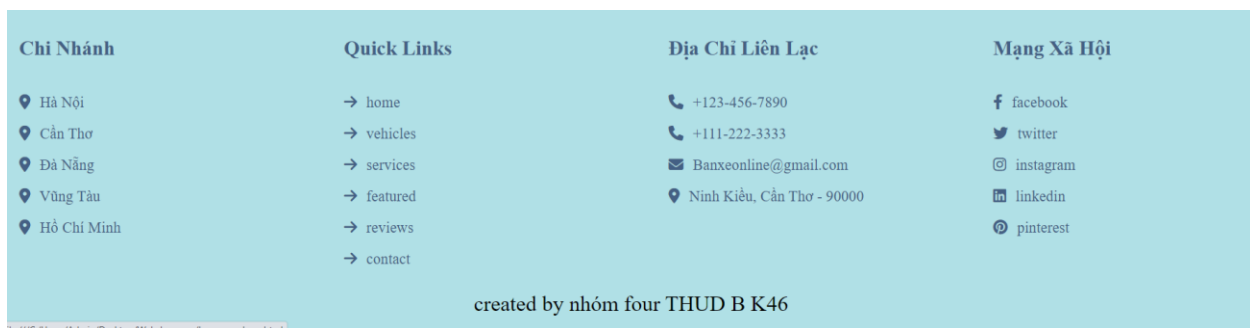 Chi Nhánh
Hà Nội
Cần Thơ
Đà Nẵng
Vũng Tàu
Hồ Chí Minh
Quick Links
home
vehicles
services
featured
reviews
contact
Địa Chỉ Liên Lạc
+123-456-7890
+111-222-3333
Banxeonline@gmail.com
Ninh Kiều, Cần Thơ - 90000
Mạng Xã Hội
facebook
twitter
instagram
linkedin
pinterest
created by nhóm four THUD B K46